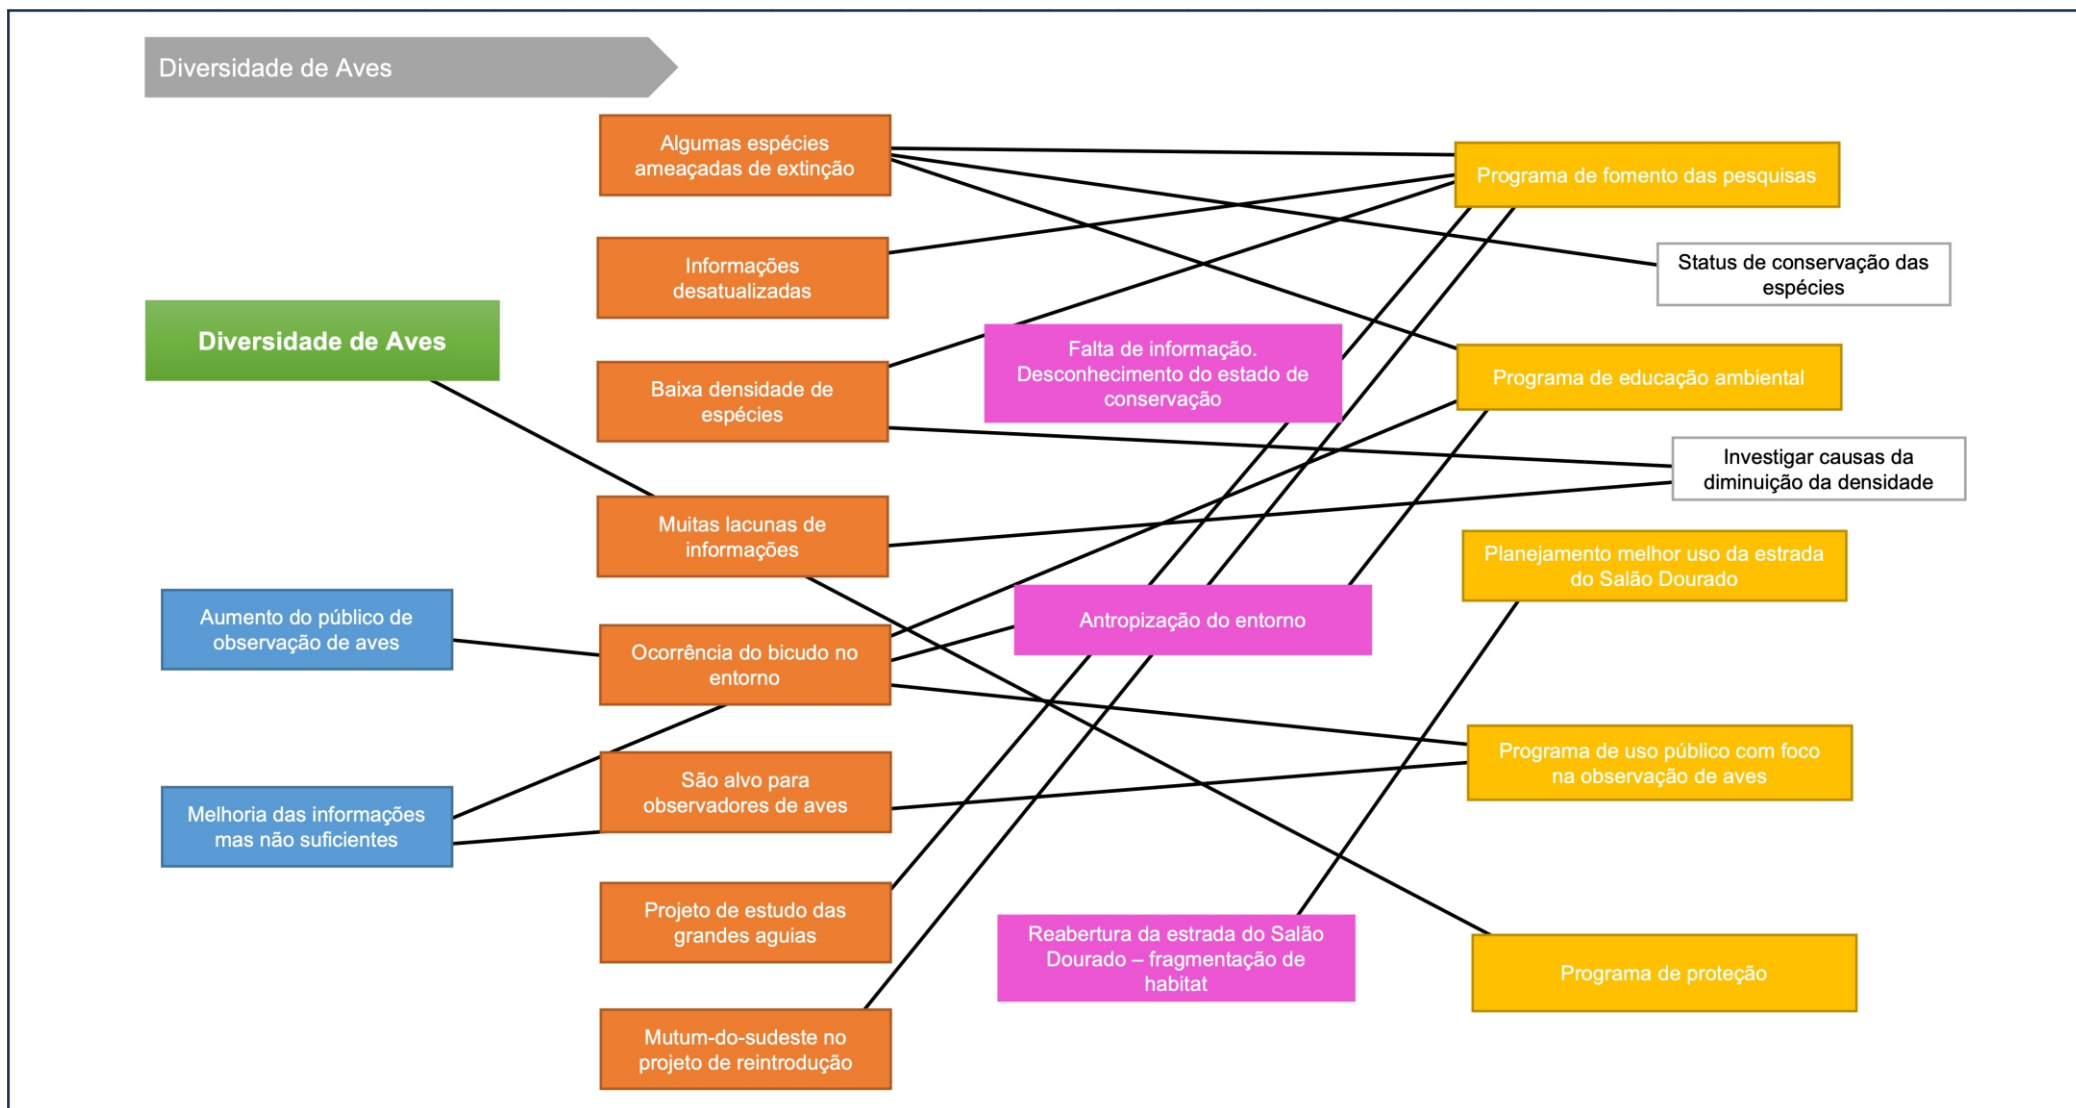 Diversidade de Aves
Diversidade de Aves
Aumento do público de
observação de aves
Melhoria das informações
mas não suficientes
Algumas espécies
ameaçadas de extinção
Informações
desatualizadas
Baixa densidade de
espécies
Muitas lacunas de
informações
Ocorrência do bicudo no
entorno
São alvo para
observadores de aves
Projeto de estudo das
grandes aguias
Mutum-do-sudeste no
projeto de reintrodução
Falta de informação.
Desconhecimento do estado de
conservação
Antropização do entorno
Reabertura da estrada do Salão
Dourado – fragmentação de
habitat
Programa de fomento das pesquisas
Status de conservação das
espécies
Programa de educação ambiental
Investigar causas da
diminuição da densidade
Planejamento melhor uso da estrada
do Salão Dourado
Programa de uso público com foco
na observação de aves
Programa de proteção